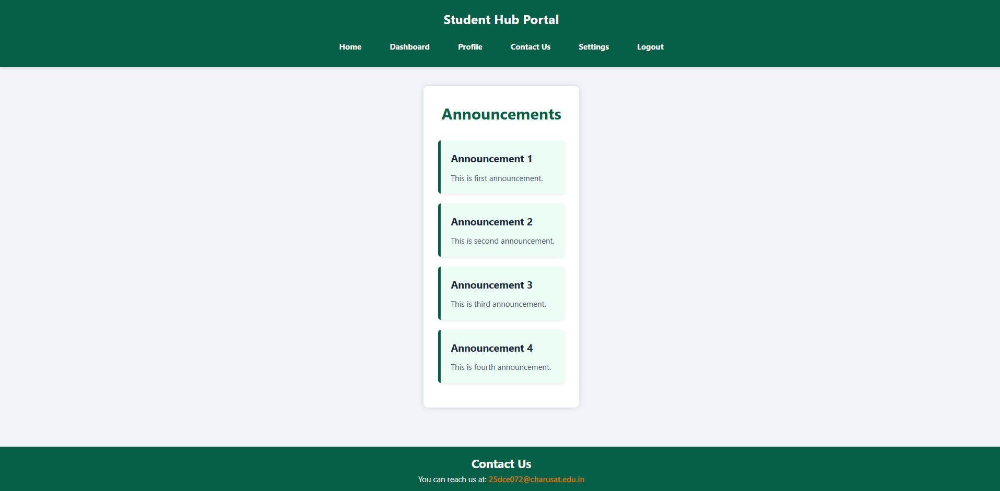 Student Hub Portal
Home Dashboard Profile Contact Us Settings Logout
Announcements
Announcement 1
This is first announcement.
Announcement 2
This is second announcement.
Announcement 3
This is third announcement.
Announcement 4
This is fourth announcement.
Contact Us
You can reach us at: 25dce072@charusat.edu.in